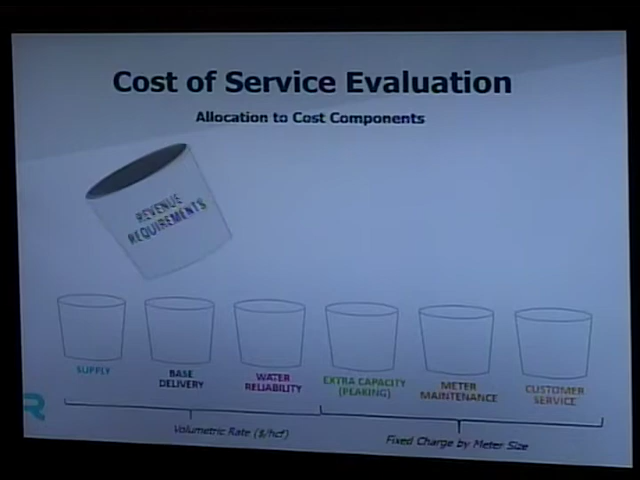 Cost of Service Evaluation
Allocation to Cost Components
REVENUE
REQUIREMENTS
SUPPLY
BASE
DELIVERY
WATER
RELIABILITY
EXTRA CAPACITY
(PEAKING)
METER
MAINTENANCE
CUSTOMER
SERVICE
R
Volumetric Rate ($/hcf)
Fixed Charge by Meter Size